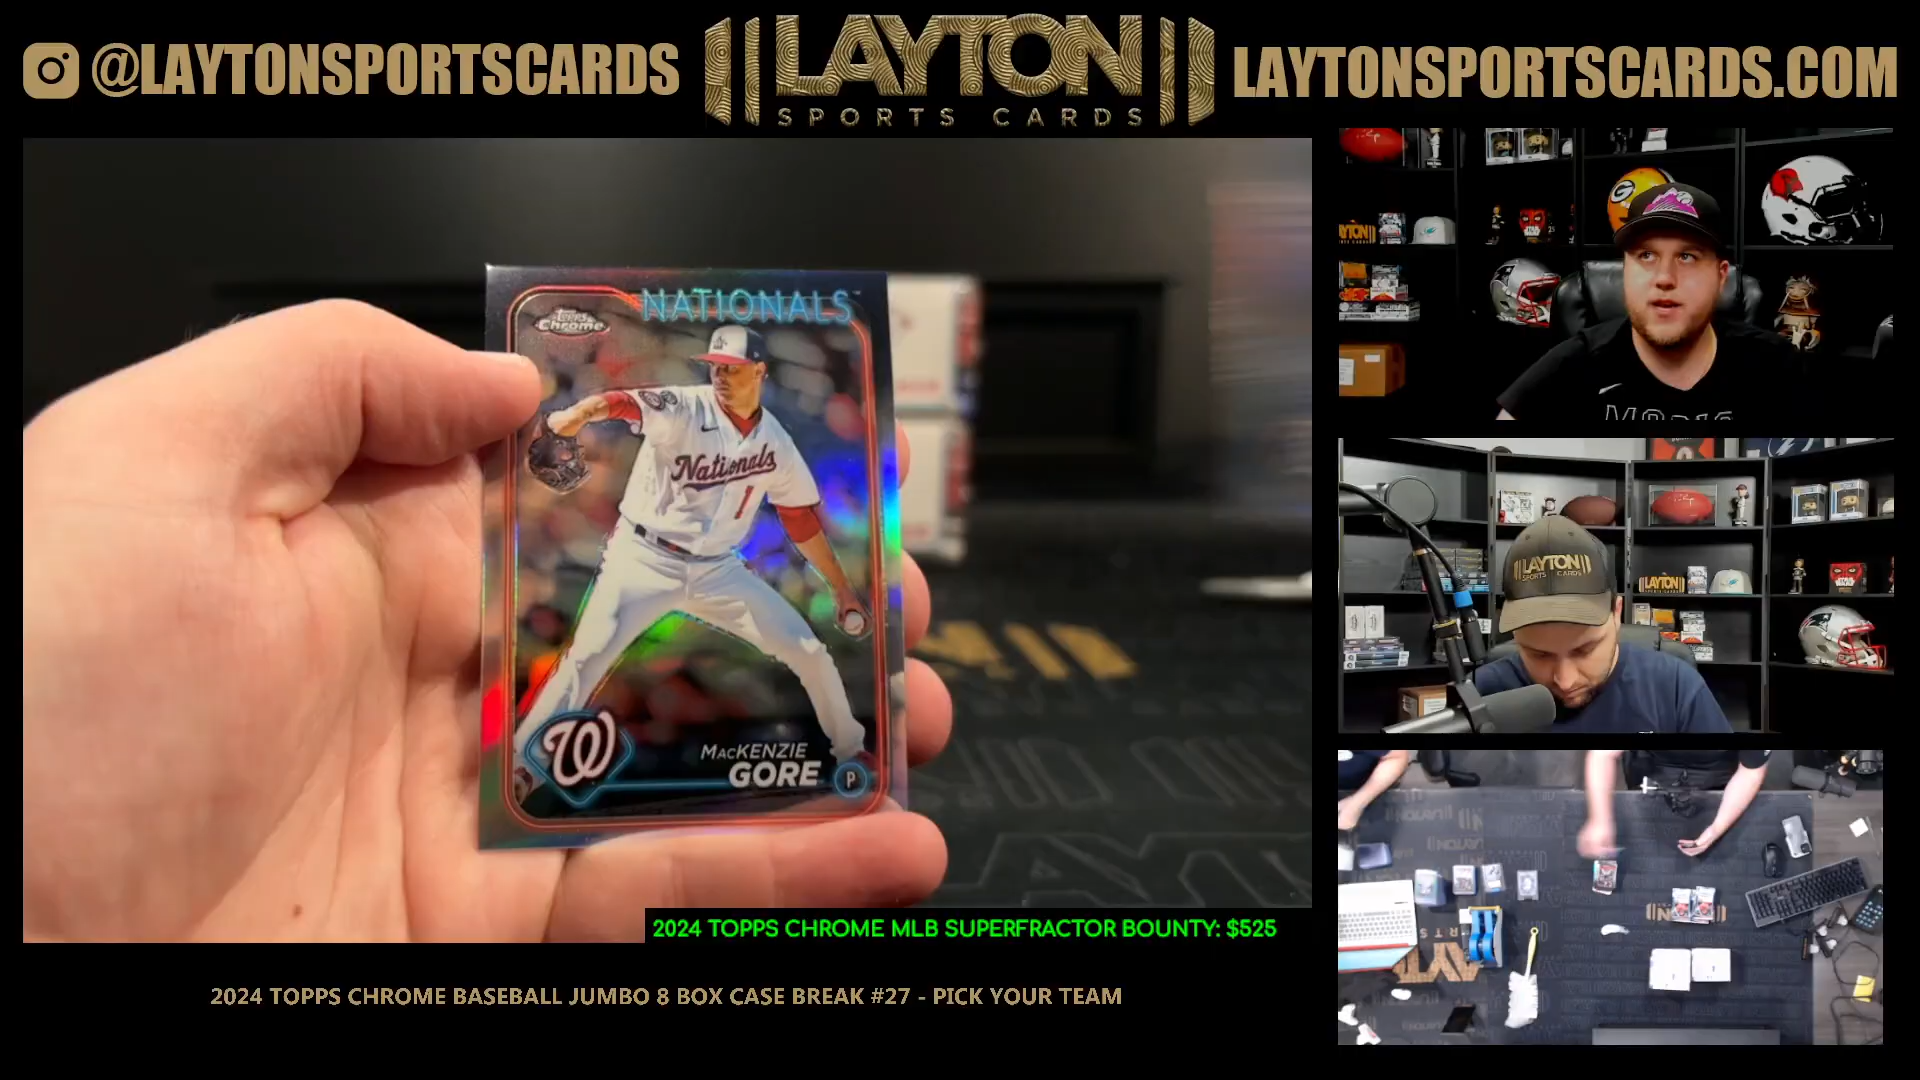 @LAYTONSPORTSCARDS
LAYTON
SPORTS CARDS
LAYTONSPORTSCARDS.COM
NATIONALS
Topps
Chrome
Nationals
1
W
MACKENZIE
GORE
P
2024 TOPPS CHROME MLB SUPERFRACTOR BOUNTY: $525
2024 TOPPS CHROME BASEBALL JUMBO 8 BOX CASE BREAK #27 - PICK YOUR TEAM
G
LAYTON
SPORTS CARDS
LAYTON